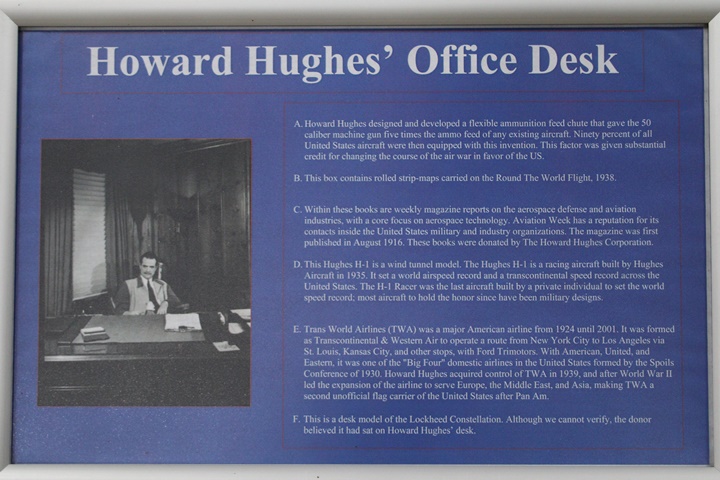 Howard Hughes' Office Desk
A. Howard Hughes designed and developed a flexible ammunition feed chute that gave the 50
caliber machine gun five times the ammo feed of any existing aircraft. Ninety percent of all
United States aircraft were then equipped with this invention. This factor was given substantial
credit for changing the course of the air war in favor of the US.
B. This box contains rolled strip-maps carried on the Round The World Flight, 1938.
C. Within these books are weekly magazine reports on the aerospace defense and aviation
industries, with a core focus on aerospace technology. Aviation Week has a reputation for its
contacts inside the United States military and industry organizations. The magazine was first
published in August 1916. These books were donated by The Howard Hughes Corporation.
D. This Hughes H-1 is a wind tunnel model. The Hughes H-1 is a racing aircraft built by Hughes
Aircraft in 1935. It set a world airspeed record and a transcontinental speed record across the
United States. The H-1 Racer was the last aircraft built by a private individual to set the world
speed record; most aircraft to hold the honor since have been military designs.
E. Trans World Airlines (TWA) was a major American airline from 1924 until 2001. It was formed
as Transcontinental & Western Air to operate a route from New York City to Los Angeles via
St. Louis, Kansas City, and other stops, with Ford Trimotors. With American, United, and
Eastern, it was one of the "Big Four" domestic airlines in the United States formed by the Spoils
Conference of 1930. Howard Hughes acquired control of TWA in 1939, and after World War II
led the expansion of the airline to serve Europe, the Middle East, and Asia, making TWA a
second unofficial flag carrier of the United States after Pan Am.
F. This is a desk model of the Lockheed Constellation. Although we cannot verify, the donor
believed it had sat on Howard Hughes' desk.